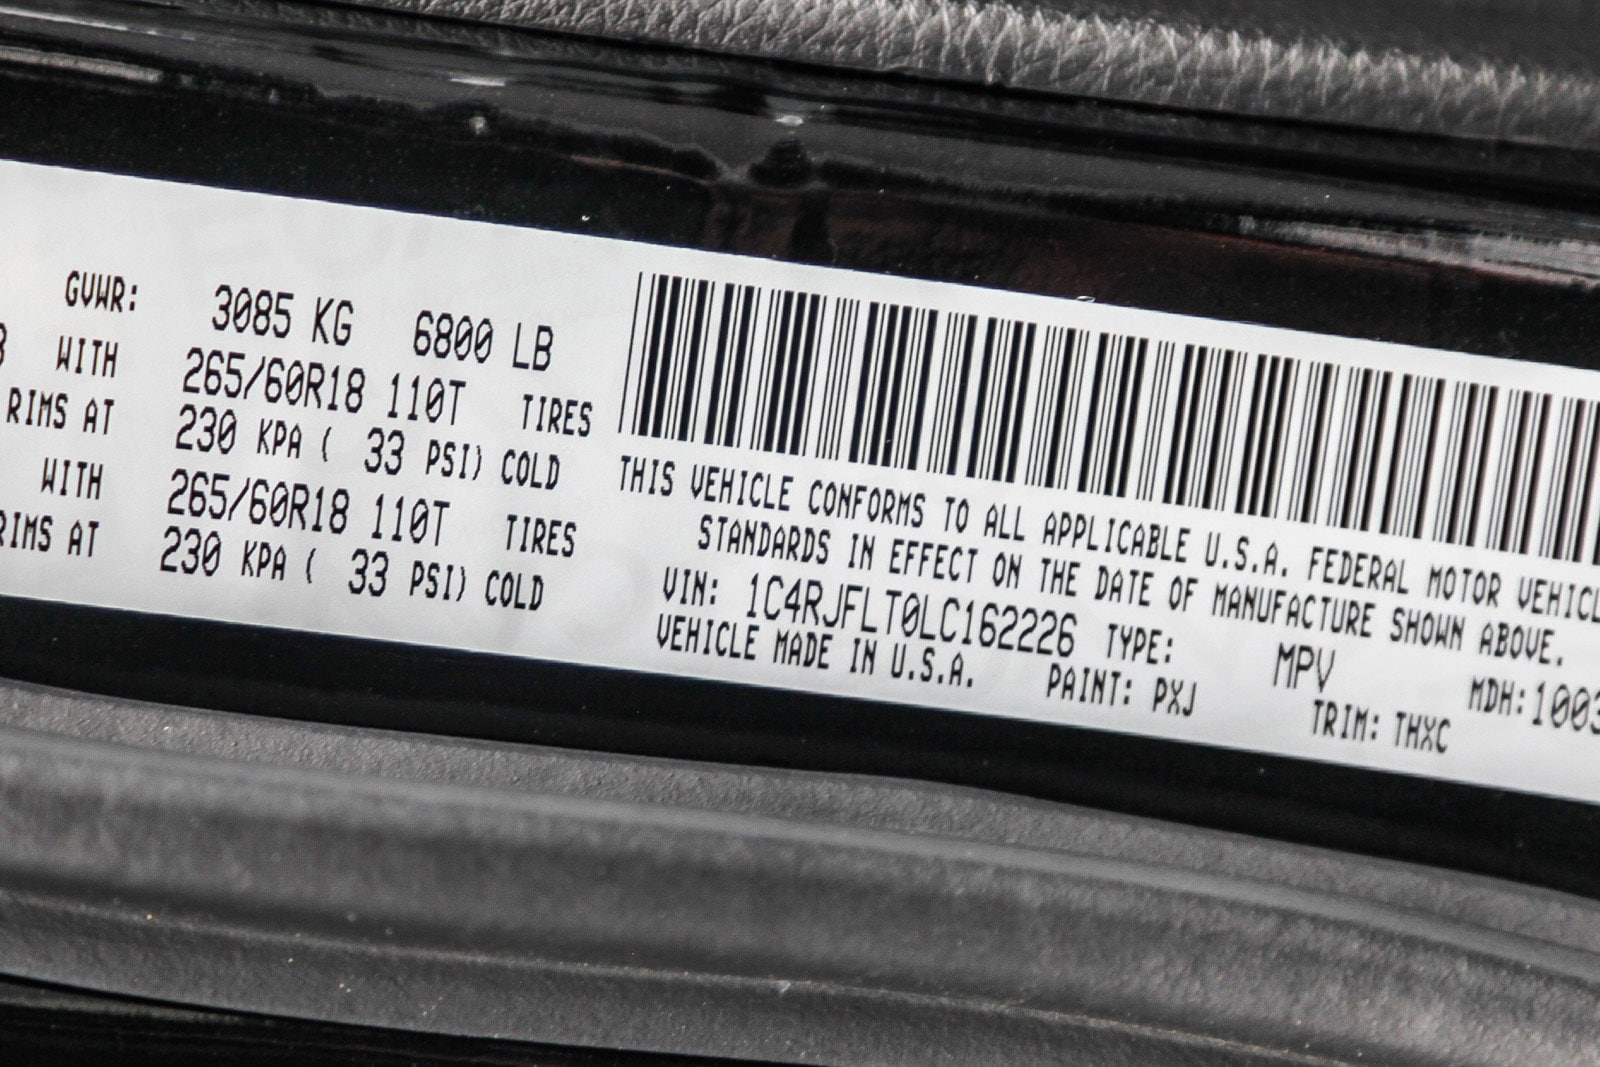 GVWR: 3085 KG 6800 LB
WITH 265/60R18 110T TIRES
RIMS AT 230 KPA ( 33 PSI) COLD
WITH 265/60R18 110T TIRES
RIMS AT 230 KPA ( 33 PSI) COLD
THIS VEHICLE CONFORMS TO ALL APPLICABLE U.S.A. FEDERAL MOTOR VEHICL
STANDARDS IN EFFECT ON THE DATE OF MANUFACTURE SHOWN ABOVE.
VIN: 1C4RJFLT0LC162226 TYPE: MPV MDH:1003
VEHICLE MADE IN U.S.A. PAINT: PXJ TRIM: THXC